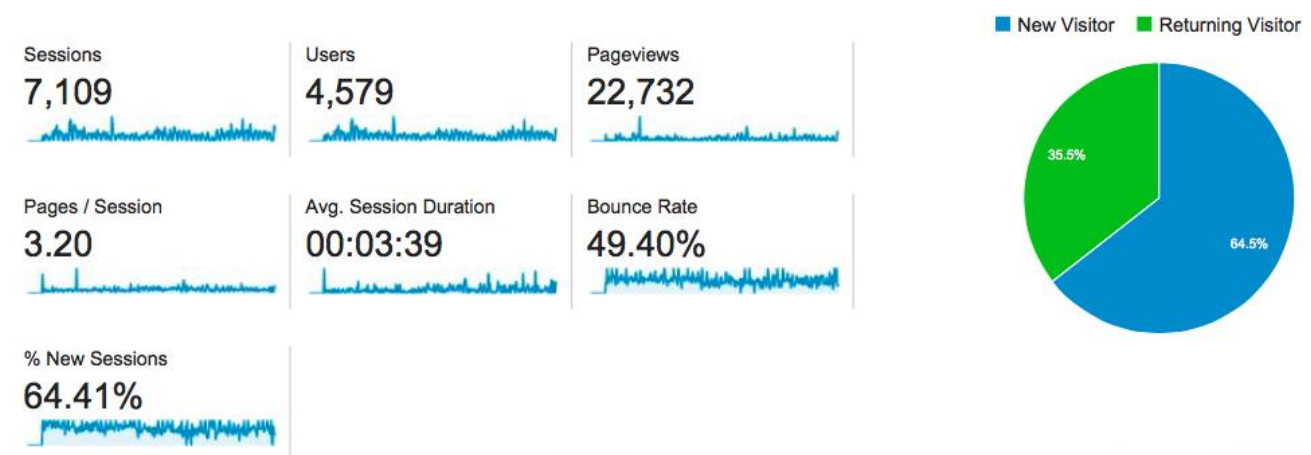 New Visitor Returning Visitor
Sessions
7,109
Users
4,579
Pageviews
22,732
35.5%
64.5%
Pages / Session
3.20
Avg. Session Duration
00:03:39
Bounce Rate
49.40%
% New Sessions
64.41%